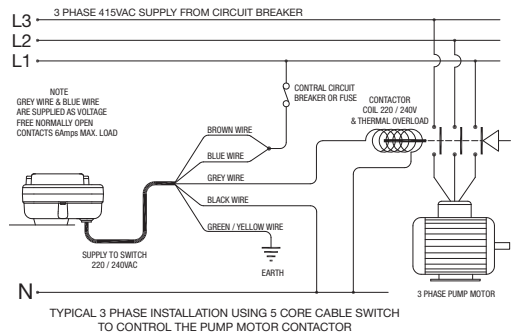 L3 3 PHASE 415VAC SUPPLY FROM CIRCUIT BREAKER
L2
L1
NOTE
GREY WIRE & BLUE WIRE
ARE SUPPLIED AS VOLTAGE
FREE NORMALLY OPEN
CONTACTS 6Amps MAX. LOAD
CONTRAL CIRCUIT
BREAKER OR FUSE
CONTACTOR
COIL 220 / 240V
& THERMAL OVERLOAD
BROWN WIRE
BLUE WIRE
GREY WIRE
BLACK WIRE
GREEN / YELLOW WIRE
SUPPLY TO SWITCH
220 / 240VAC
EARTH
3 PHASE PUMP MOTOR
N
TYPICAL 3 PHASE INSTALLATION USING 5 CORE CABLE SWITCH
TO CONTROL THE PUMP MOTOR CONTACTOR